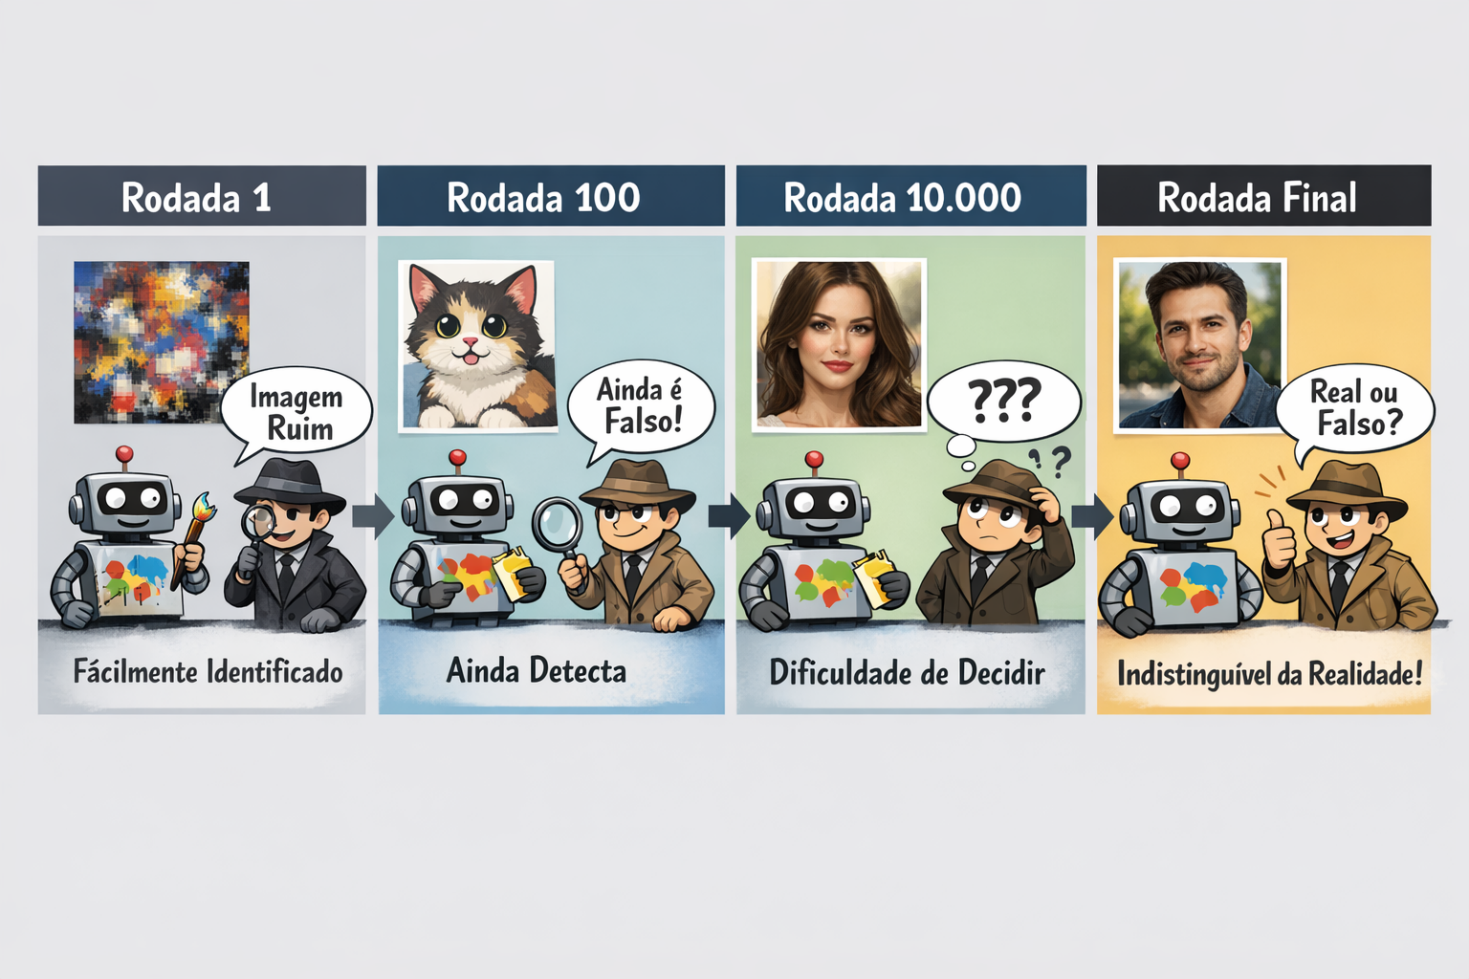 Rodada 1
Imagem
Ruim
Fácilmente Identificado
Rodada 100
Ainda é
Falso!
Ainda Detecta
Rodada 10.000
???
? ?
Dificuldade de Decidir
Rodada Final
Real ou
Falso?
Indistinguível da Realidade!